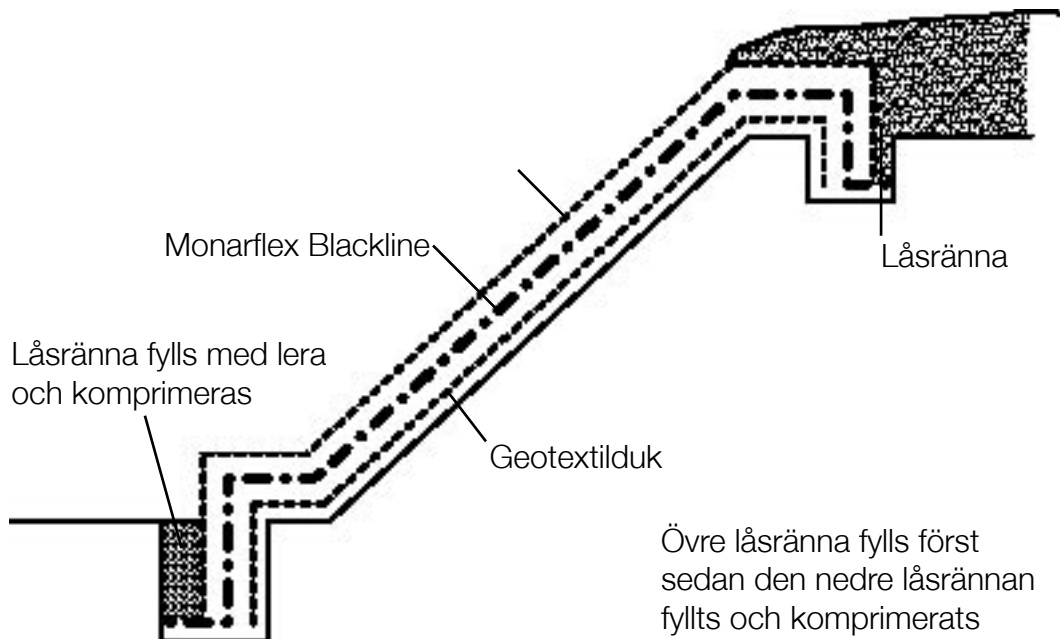 Monarflex Blackline
Låsränna
Låsränna fylls med lera
och komprimeras
Geotextilduk
Övre låsränna fylls först
sedan den nedre låsrännan
fyllts och komprimerats